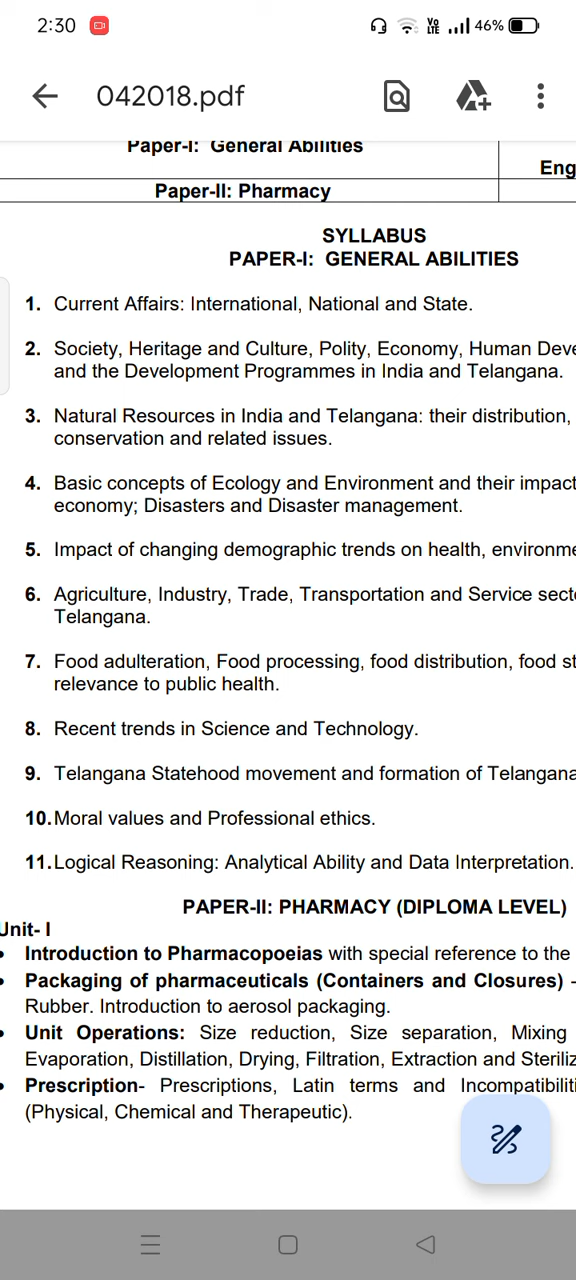 2:30
Vo LTE 46%
042018.pdf
Paper-I: General Abilities
Eng
Paper-II: Pharmacy
SYLLABUS
PAPER-I: GENERAL ABILITIES
1. Current Affairs: International, National and State.
2. Society, Heritage and Culture, Polity, Economy, Human Deve
and the Development Programmes in India and Telangana.
3. Natural Resources in India and Telangana: their distribution,
conservation and related issues.
4. Basic concepts of Ecology and Environment and their impact
economy; Disasters and Disaster management.
5. Impact of changing demographic trends on health, environme
6. Agriculture, Industry, Trade, Transportation and Service secto
Telangana.
7. Food adulteration, Food processing, food distribution, food st
relevance to public health.
8. Recent trends in Science and Technology.
9. Telangana Statehood movement and formation of Telangana
10. Moral values and Professional ethics.
11. Logical Reasoning: Analytical Ability and Data Interpretation.
PAPER-II: PHARMACY (DIPLOMA LEVEL)
Unit- I
• Introduction to Pharmacopoeias with special reference to the
• Packaging of pharmaceuticals (Containers and Closures) -
Rubber. Introduction to aerosol packaging.
• Unit Operations: Size reduction, Size separation, Mixing
Evaporation, Distillation, Drying, Filtration, Extraction and Steriliz
• Prescription- Prescriptions, Latin terms and Incompatibiliti
(Physical, Chemical and Therapeutic).